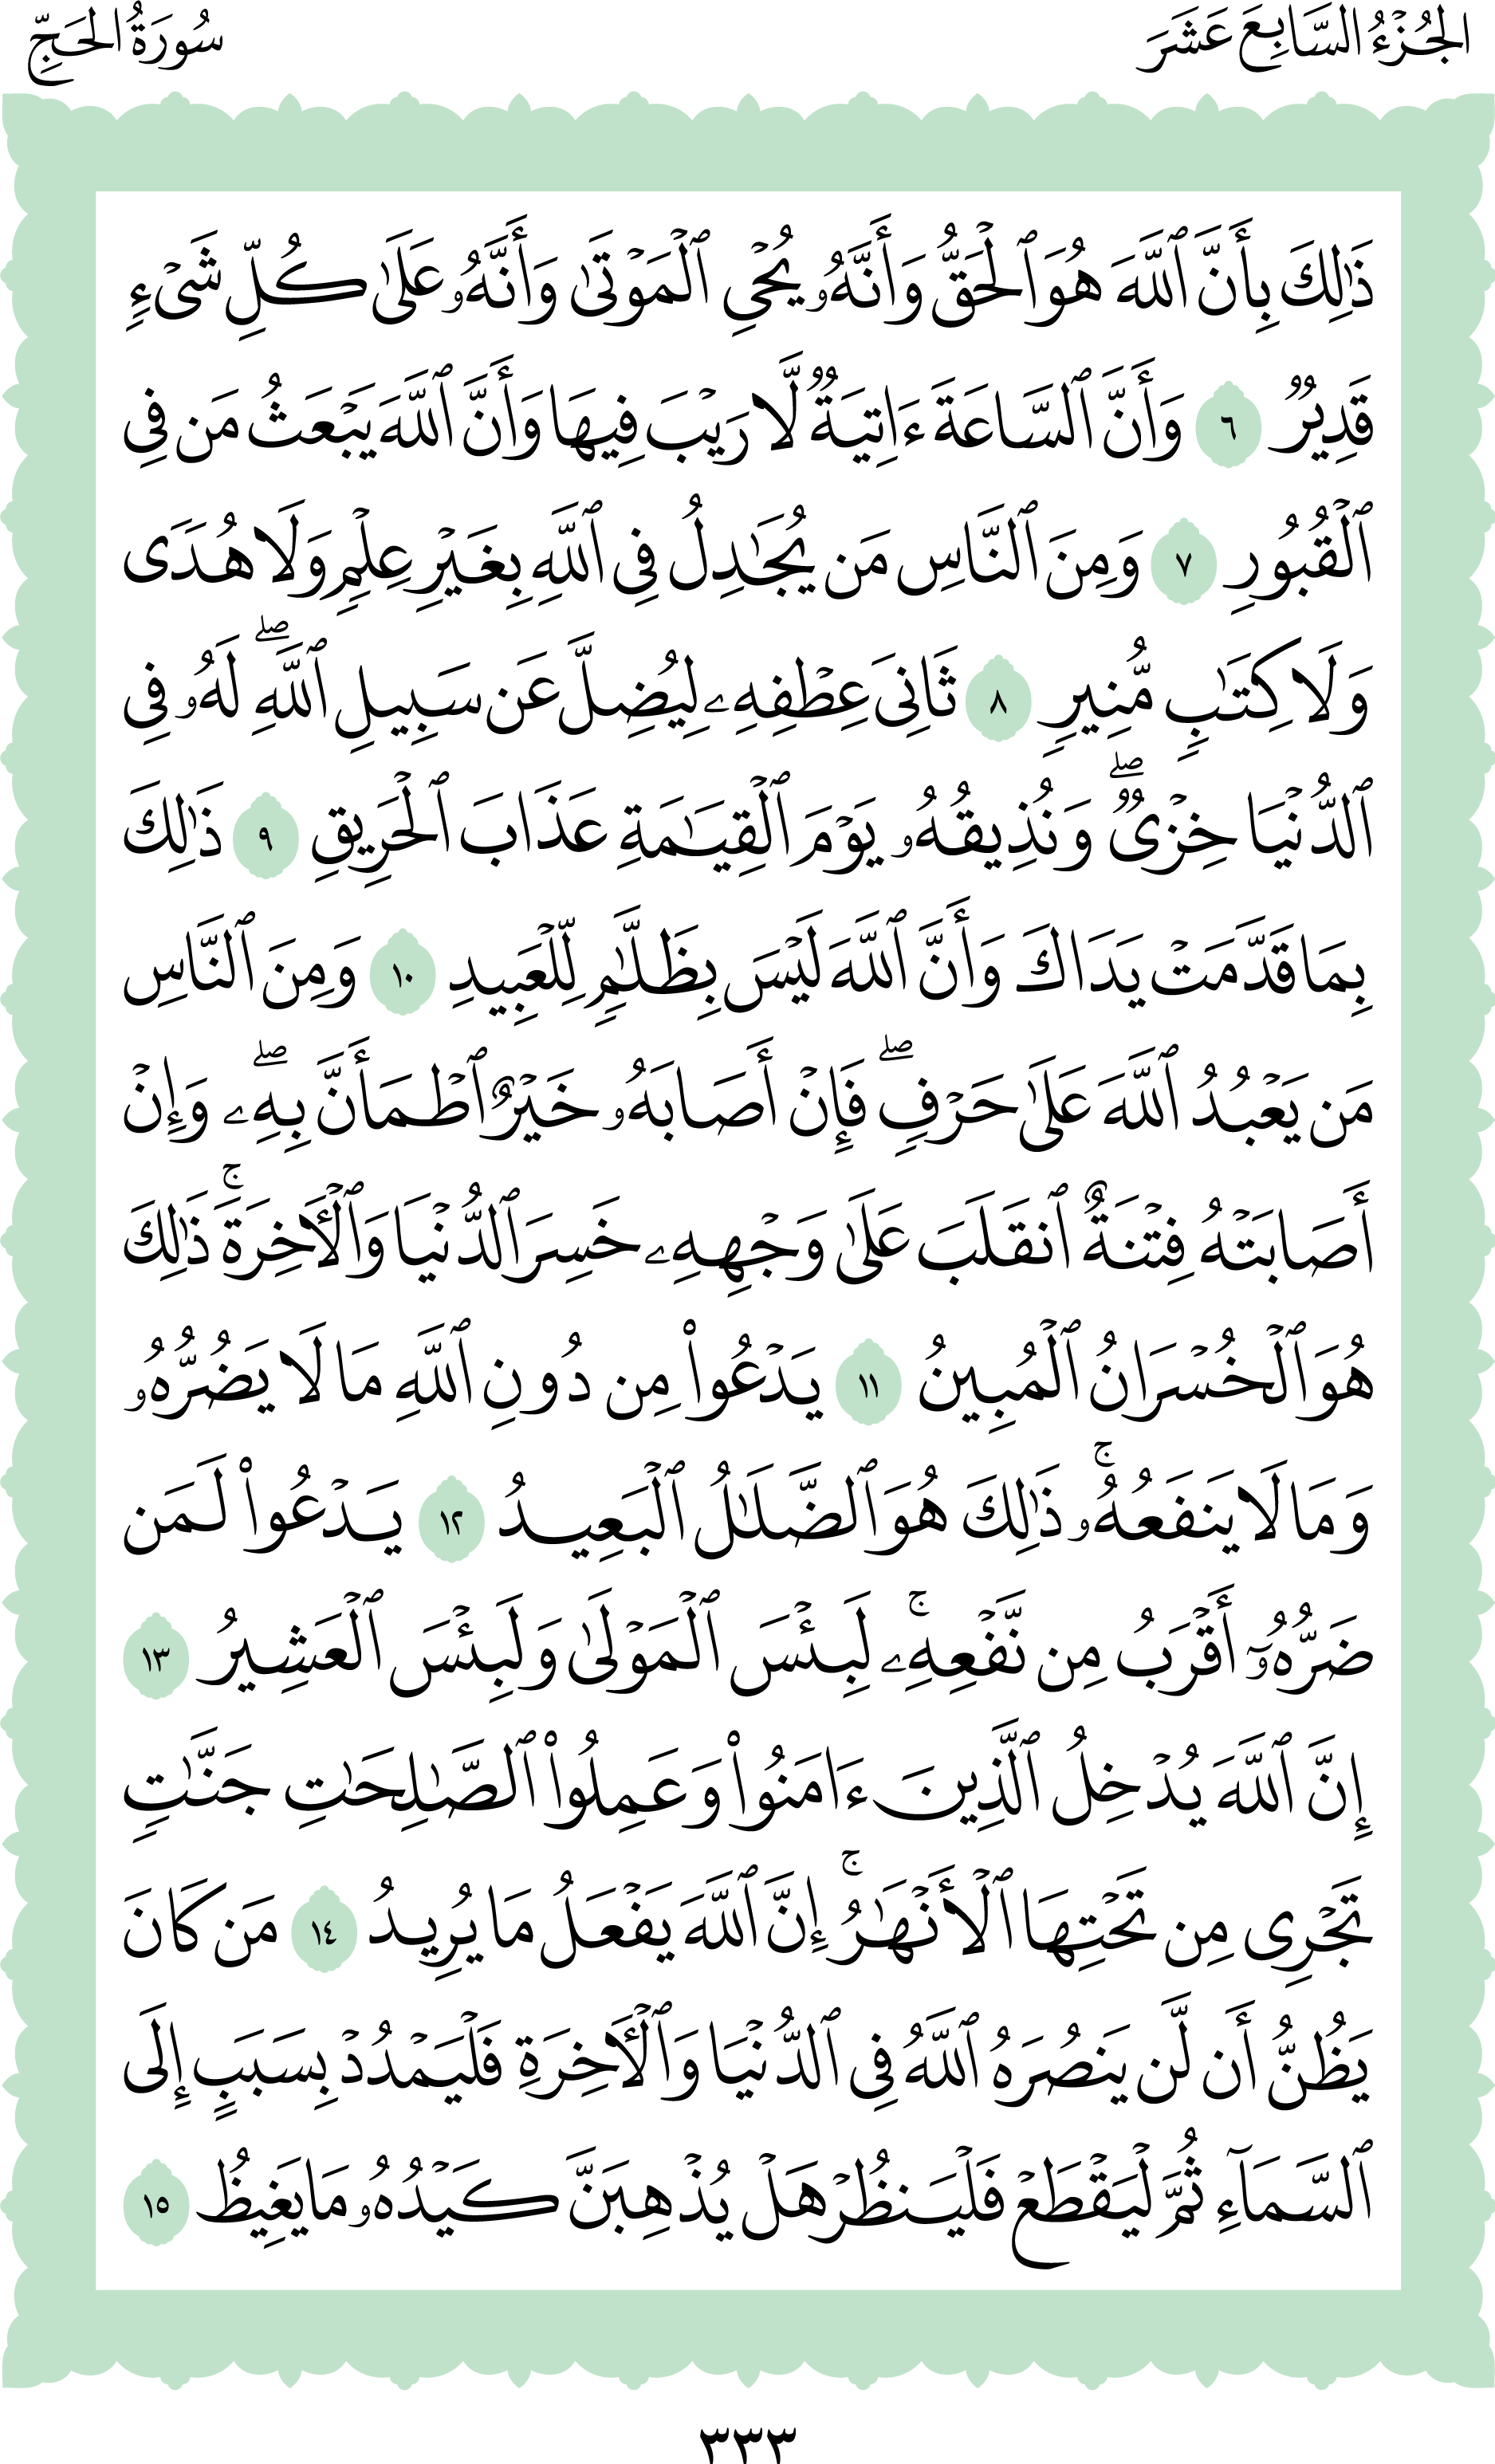 الجُزْءُ السَّابِعَ عَشَرَ
سُورَةُ الحَجِّ
ذَٰلِكَ بِأَنَّ ٱللَّهَ هُوَ ٱلۡحَقُّ وَأَنَّهُۥ يُحۡيِ ٱلۡمَوۡتَىٰ وَأَنَّهُۥ عَلَىٰ كُلِّ شَيۡءٖ
قَدِيرٞ ٦ وَأَنَّ ٱلسَّاعَةَ ءَاتِيَةٞ لَّا رَيۡبَ فِيهَا وَأَنَّ ٱللَّهَ يَبۡعَثُ مَن فِي
ٱلۡقُبُورِ ٧ وَمِنَ ٱلنَّاسِ مَن يُجَٰدِلُ فِي ٱللَّهِ بِغَيۡرِ عِلۡمٖ وَلَا هُدٗى
وَلَا كِتَٰبٖ مُّنِيرٖ ٨ ثَانِيَ عِطۡفِهِۦ لِيُضِلَّ عَن سَبِيلِ ٱللَّهِۖ لَهُۥ فِي
ٱلدُّنۡيَا خِزۡيٞۖ وَنُذِيقُهُۥ يَوۡمَ ٱلۡقِيَٰمَةِ عَذَابَ ٱلۡحَرِيقِ ٩ ذَٰلِكَ
بِمَا قَدَّمَتۡ يَدَاكَ وَأَنَّ ٱللَّهَ لَيۡسَ بِظَلَّٰمٖ لِّلۡعَبِيدِ ١٠ وَمِنَ ٱلنَّاسِ
مَن يَعۡبُدُ ٱللَّهَ عَلَىٰ حَرۡفٖۖ فَإِنۡ أَصَابَهُۥ خَيۡرٌ ٱطۡمَأَنَّ بِهِۦۖ وَإِنۡ
أَصَابَتۡهُ فِتۡنَةٌ ٱنقَلَبَ عَلَىٰ وَجۡهِهِۦ خَسِرَ ٱلدُّنۡيَا وَٱلۡأٓخِرَةَۚ ذَٰلِكَ
هُوَ ٱلۡخُسۡرَانُ ٱلۡمُبِينُ ١١ يَدۡعُواْ مِن دُونِ ٱللَّهِ مَا لَا يَضُرُّهُۥ
وَمَا لَا يَنفَعُهُۥۚ ذَٰلِكَ هُوَ ٱلضَّلَٰلُ ٱلۡبَعِيدُ ١٢ يَدۡعُواْ لَمَن
ضَرُّهُۥٓ أَقۡرَبُ مِن نَّفۡعِهِۦۚ لَبِئۡسَ ٱلۡمَوۡلَىٰ وَلَبِئۡسَ ٱلۡعَشِيرُ ١٣
إِنَّ ٱللَّهَ يُدۡخِلُ ٱلَّذِينَ ءَامَنُواْ وَعَمِلُواْ ٱلصَّٰلِحَٰتِ جَنَّٰتٖ
تَجۡرِي مِن تَحۡتِهَا ٱلۡأَنۡهَٰرُۚ إِنَّ ٱللَّهَ يَفۡعَلُ مَا يُرِيدُ ١٤ مَن كَانَ
يَظُنُّ أَن لَّن يَنصُرَهُ ٱللَّهُ فِي ٱلدُّنۡيَا وَٱلۡأٓخِرَةِ فَلۡيَمۡدُدۡ بِسَبَبٍ إِلَى
ٱلسَّمَآءِ ثُمَّ لۡيَقۡطَعۡ فَلۡيَنظُرۡ هَلۡ يُذۡهِبَنَّ كَيۡدُهُۥ مَا يَغِيظُ ١٥
٣٣٣